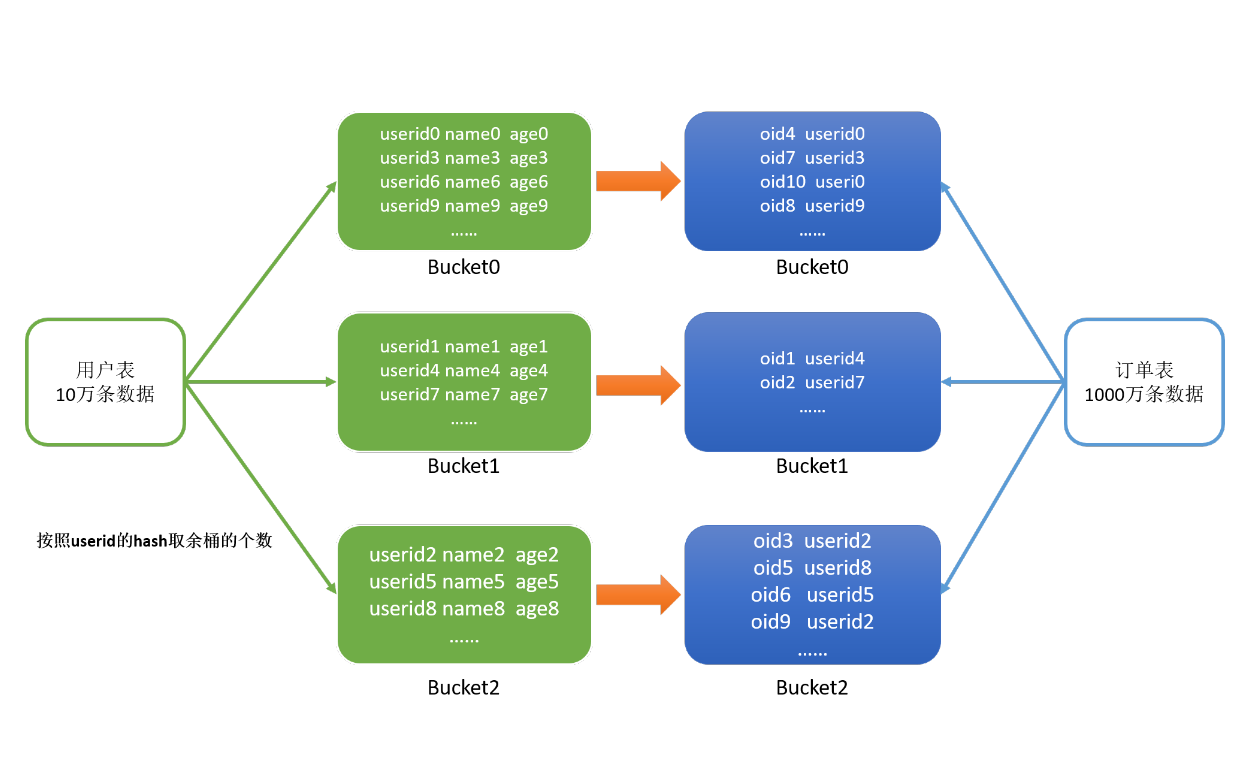 用户表
10万条数据
按照userid的hash取余桶的个数
userid0 name0 age0
userid3 name3 age3
userid6 name6 age6
userid9 name9 age9
……
Bucket0
userid1 name1 age1
userid4 name4 age4
userid7 name7 age7
……
Bucket1
userid2 name2 age2
userid5 name5 age5
userid8 name8 age8
……
Bucket2
oid4 userid0
oid7 userid3
oid10 useri0
oid8 userid9
……
Bucket0
oid1 userid4
oid2 userid7
……
Bucket1
oid3 userid2
oid5 userid8
oid6 userid5
oid9 userid2
……
Bucket2
订单表
1000万条数据